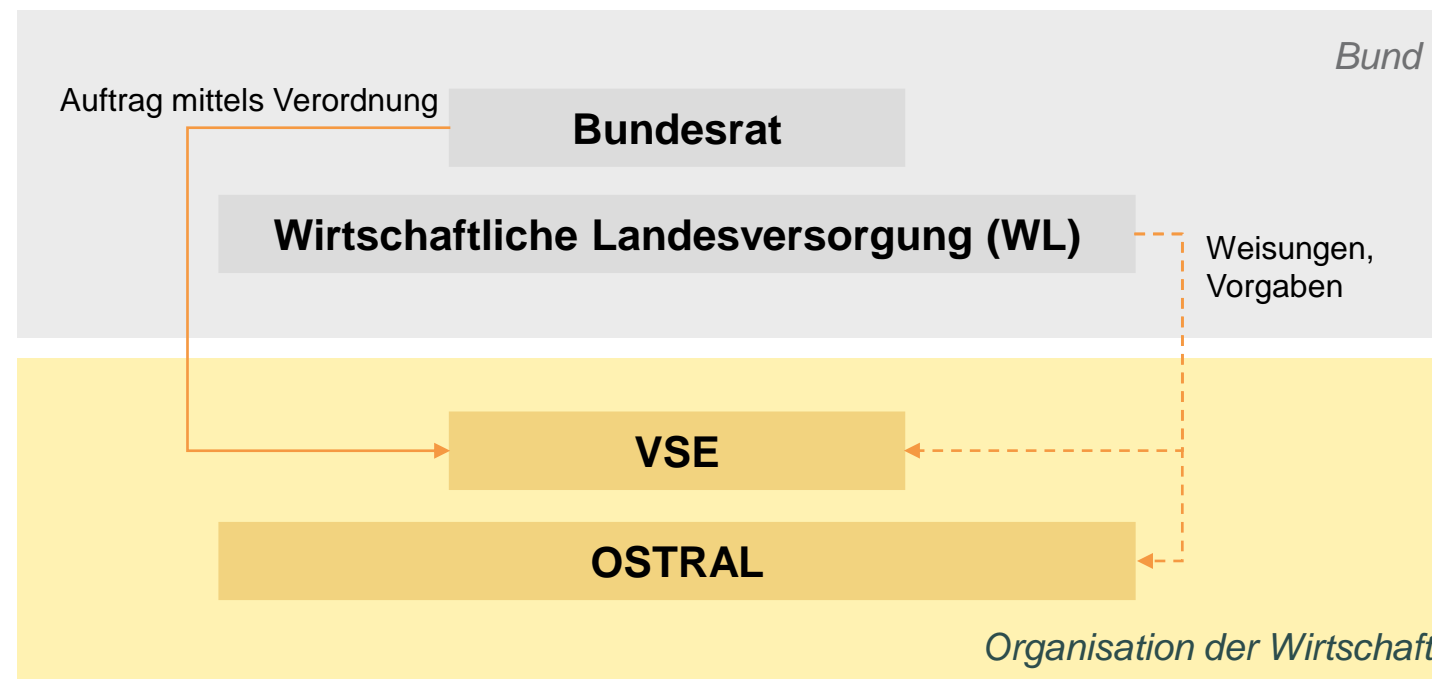 Bund
Auftrag mittels Verordnung
Bundesrat
Wirtschaftliche Landesversorgung (WL)
Weisungen,
Vorgaben
VSE
OSTRAL
Organisation der Wirtschaft